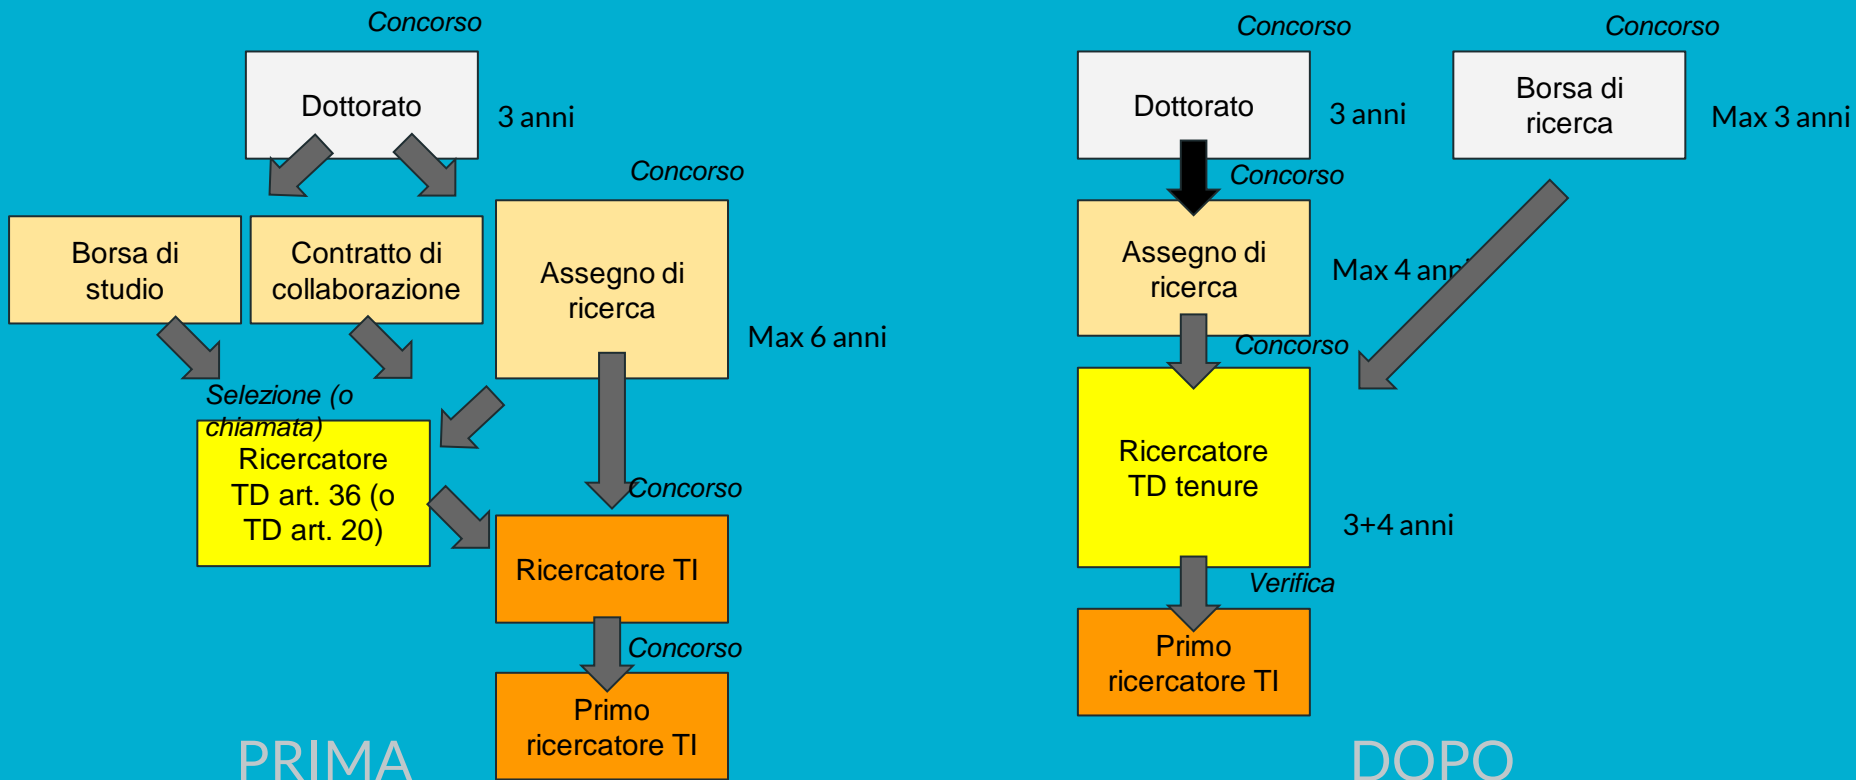 Concorso
Dottorato
3 anni
Concorso
Borsa di
studio
Contratto di
collaborazione
Assegno di
ricerca
Max 6 anni
Selezione (o
chiamata)
Ricercatore
TD art. 36 (o
TD art. 20)
Concorso
Ricercatore TI
Concorso
Primo
ricercatore TI
PRIMA
Concorso
Concorso
Dottorato
3 anni
Borsa di
ricerca
Max 3 anni
Concorso
Assegno di
ricerca
Max 4 anni
Concorso
Ricercatore
TD tenure
3+4 anni
Verifica
Primo
ricercatore TI
DOPO